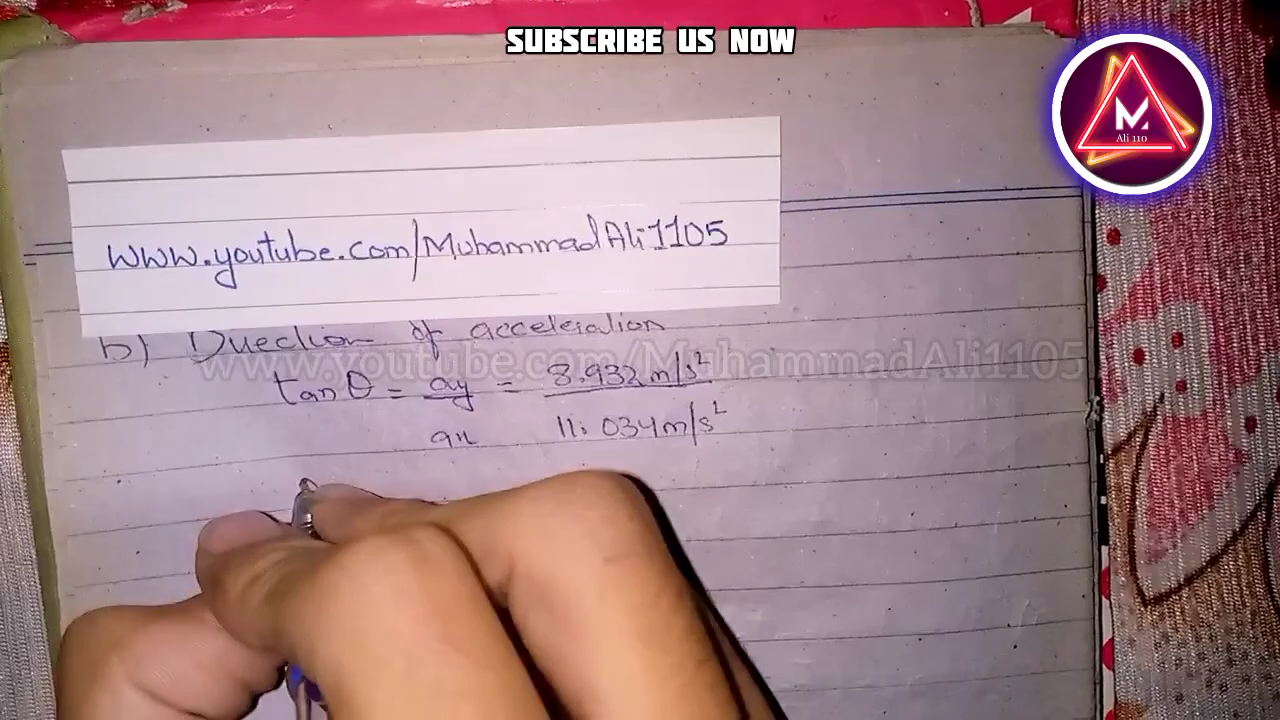 SUBSCRIBE US NOW
M
Ali 110
www.youtube.com/MuhammadAli1105
b) Direction of acceleration
www.youtube.com/MuhammadAli1105
tan θ = ay/ax = 3.932 m/s² / 11.034 m/s²